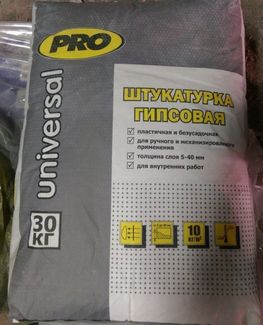 PRO
universal
30
КГ
ШТУКАТУРКА
ГИПСОВАЯ
пластичная и безусадочная
для ручного и механизированного
применения
толщина слоя 5-40 мм
для внутренних работ
10